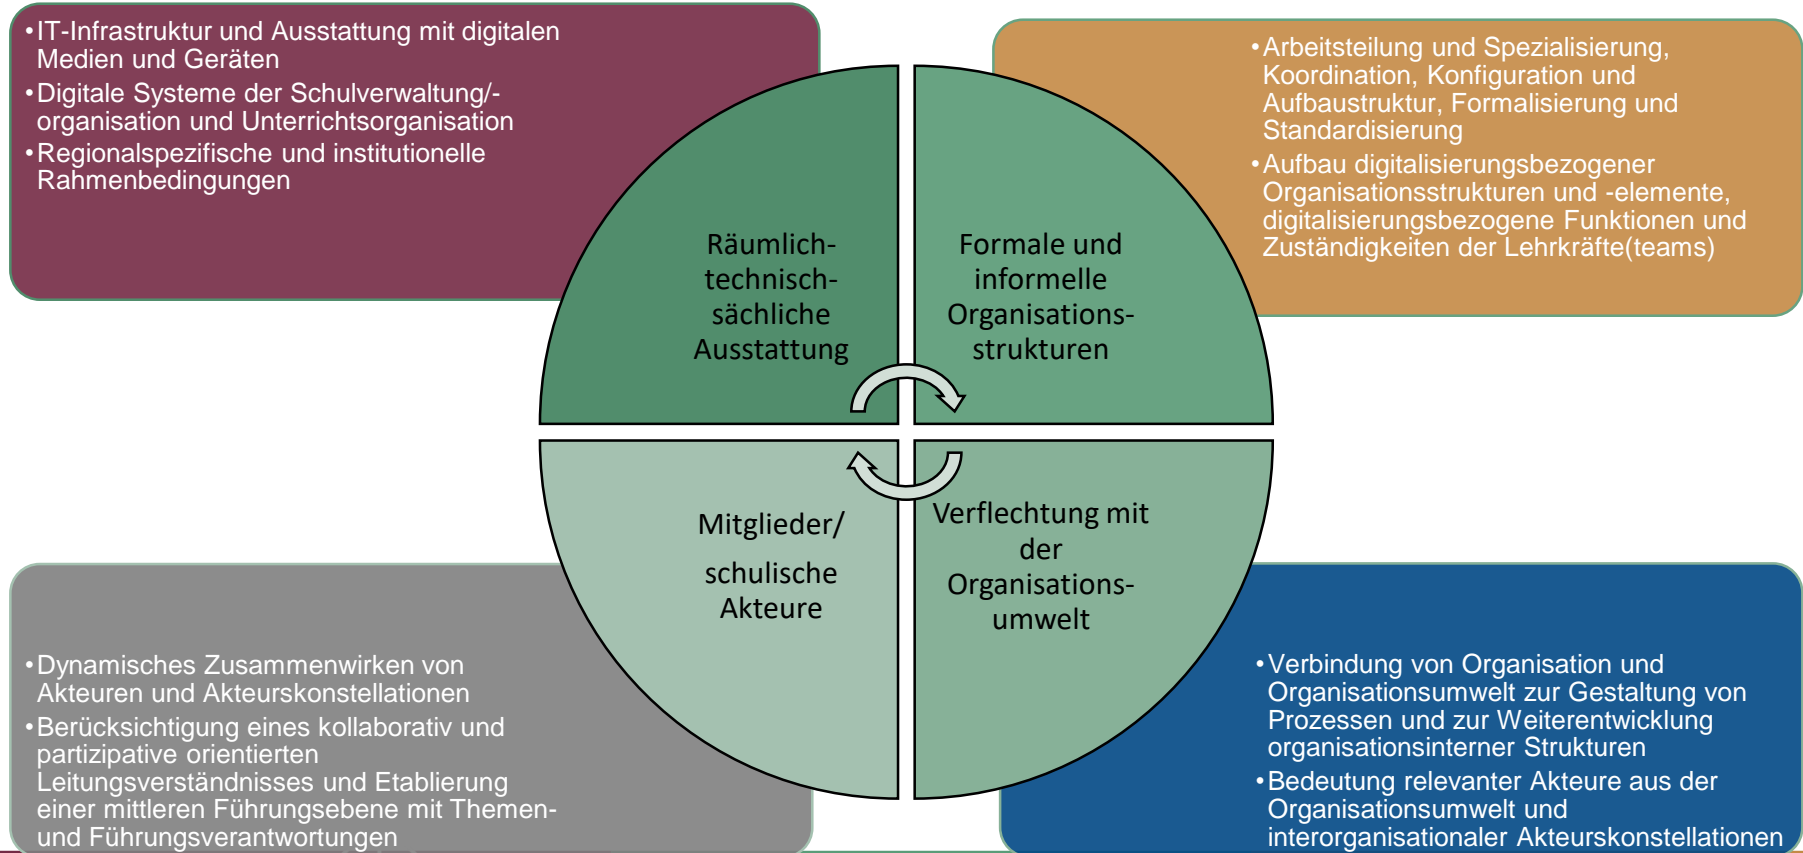 •IT-Infrastruktur und Ausstattung mit digitalen
Medien und Geräten
•Digitale Systeme der Schulverwaltung/-
organisation und Unterrichtsorganisation
•Regionalspezifische und institutionelle
Rahmenbedingungen
•Arbeitsteilung und Spezialisierung,
Koordination, Konfiguration und
Aufbaustruktur, Formalisierung und
Standardisierung
•Aufbau digitalisierungsbezogener
Organisationsstrukturen und -elemente,
digitalisierungsbezogene Funktionen und
Zuständigkeiten der Lehrkräfte(teams)
Räumlich-
technisch-
sächliche
Ausstattung
Formale und
informelle
Organisations-
strukturen
Mitglieder/
schulische
Akteure
Verflechtung mit
der
Organisations-
umwelt
•Dynamisches Zusammenwirken von
Akteuren und Akteurskonstellationen
•Berücksichtigung eines kollaborativ und
partizipative orientierten
Leitungsverständnisses und Etablierung
einer mittleren Führungsebene mit Themen-
und Führungsverantwortungen
•Verbindung von Organisation und
Organisationsumwelt zur Gestaltung von
Prozessen und zur Weiterentwicklung
organisationsinterner Strukturen
•Bedeutung relevanter Akteure aus der
Organisationsumwelt und
interorganisationaler Akteurskonstellationen